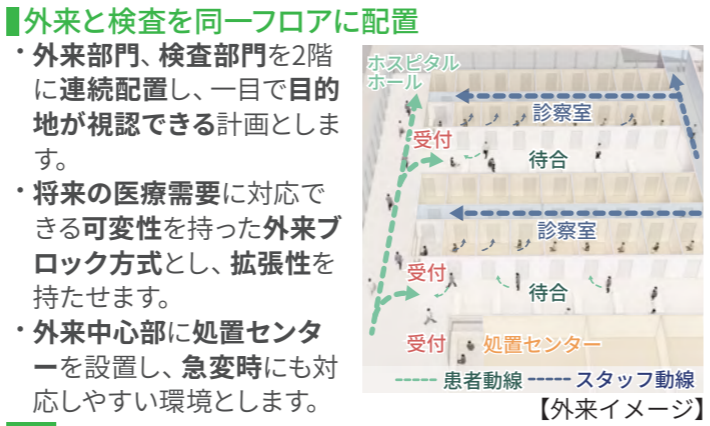 外来と検査を同一フロアに配置
・外来部門、検査部門を2階
に連続配置し、一目で目的
地が視認できる計画としま
す。
・将来の医療需要に対応で
きる可変性を持った外来ブ
ロック方式とし、拡張性を
持たせます。
・外来中心部に処置センタ
ーを設置し、急変時にも対
応しやすい環境とします。
ホスピタル
ホール
診察室
受付
待合
診察室
受付
待合
受付
処置センター
患者動線
スタッフ動線
【外来イメージ】